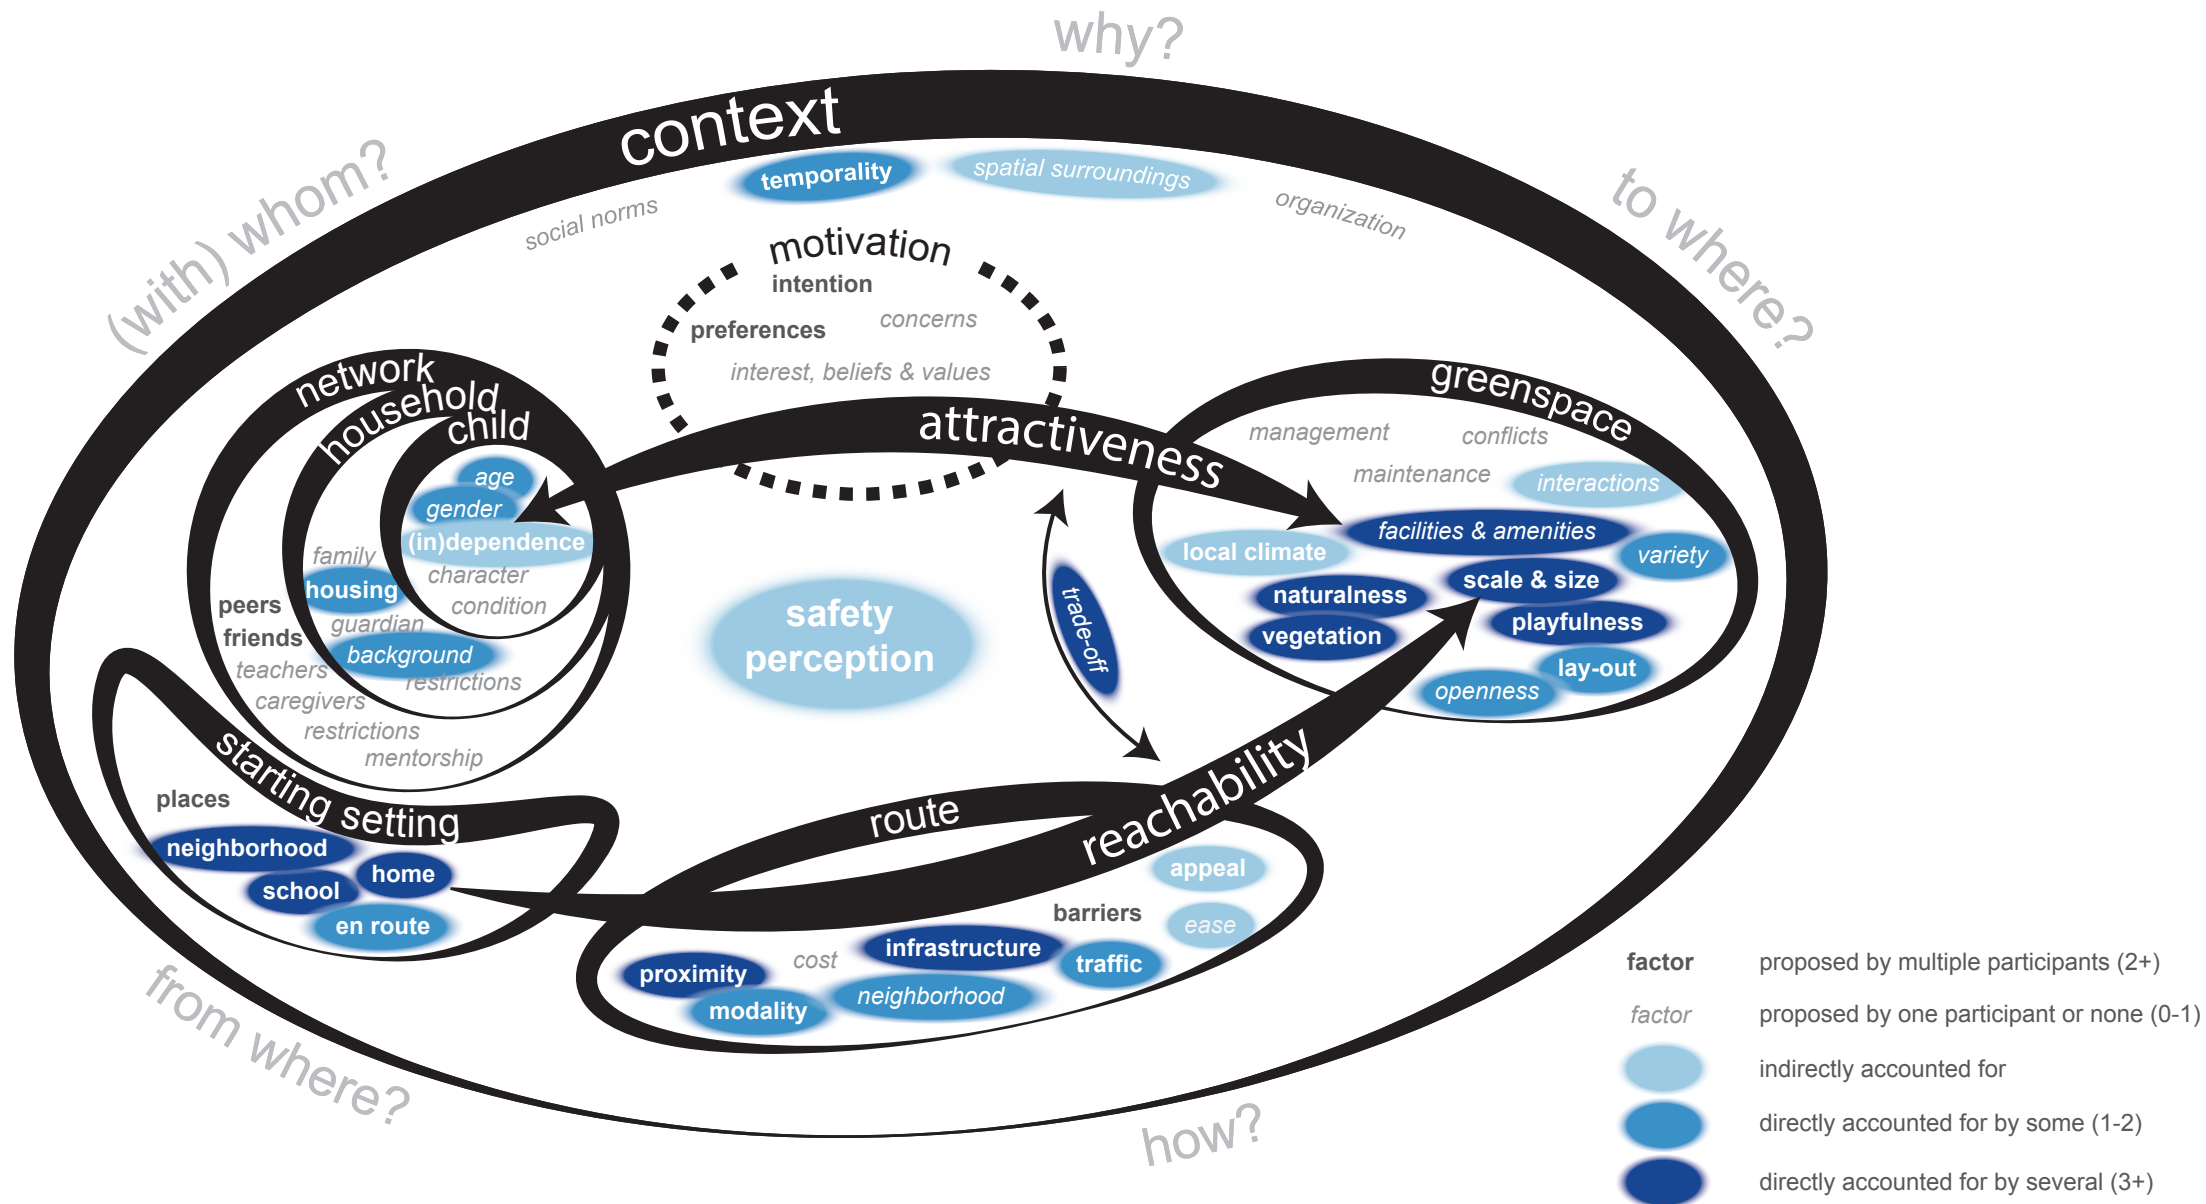 why?
context
(with) whom?
to where?
temporality
spatial surroundings
social norms
organization
motivation
intention
preferences
concerns
interest, beliefs & values
network
household
child
age
gender
(in)dependence
character
condition
family
housing
guardian
background
restrictions
peers
friends
teachers
caregivers
restrictions
mentorship
attractiveness
greenspace
management
conflicts
maintenance
interactions
facilities & amenities
local climate
variety
scale & size
naturalness
playfulness
vegetation
lay-out
openness
safety
perception
trade-off
starting setting
places
neighborhood
home
school
en route
route
reachability
appeal
barriers
ease
infrastructure
cost
traffic
proximity
neighborhood
modality
from where?
how?
factor proposed by multiple participants (2+)
factor proposed by one participant or none (0-1)
indirectly accounted for
directly accounted for by some (1-2)
directly accounted for by several (3+)